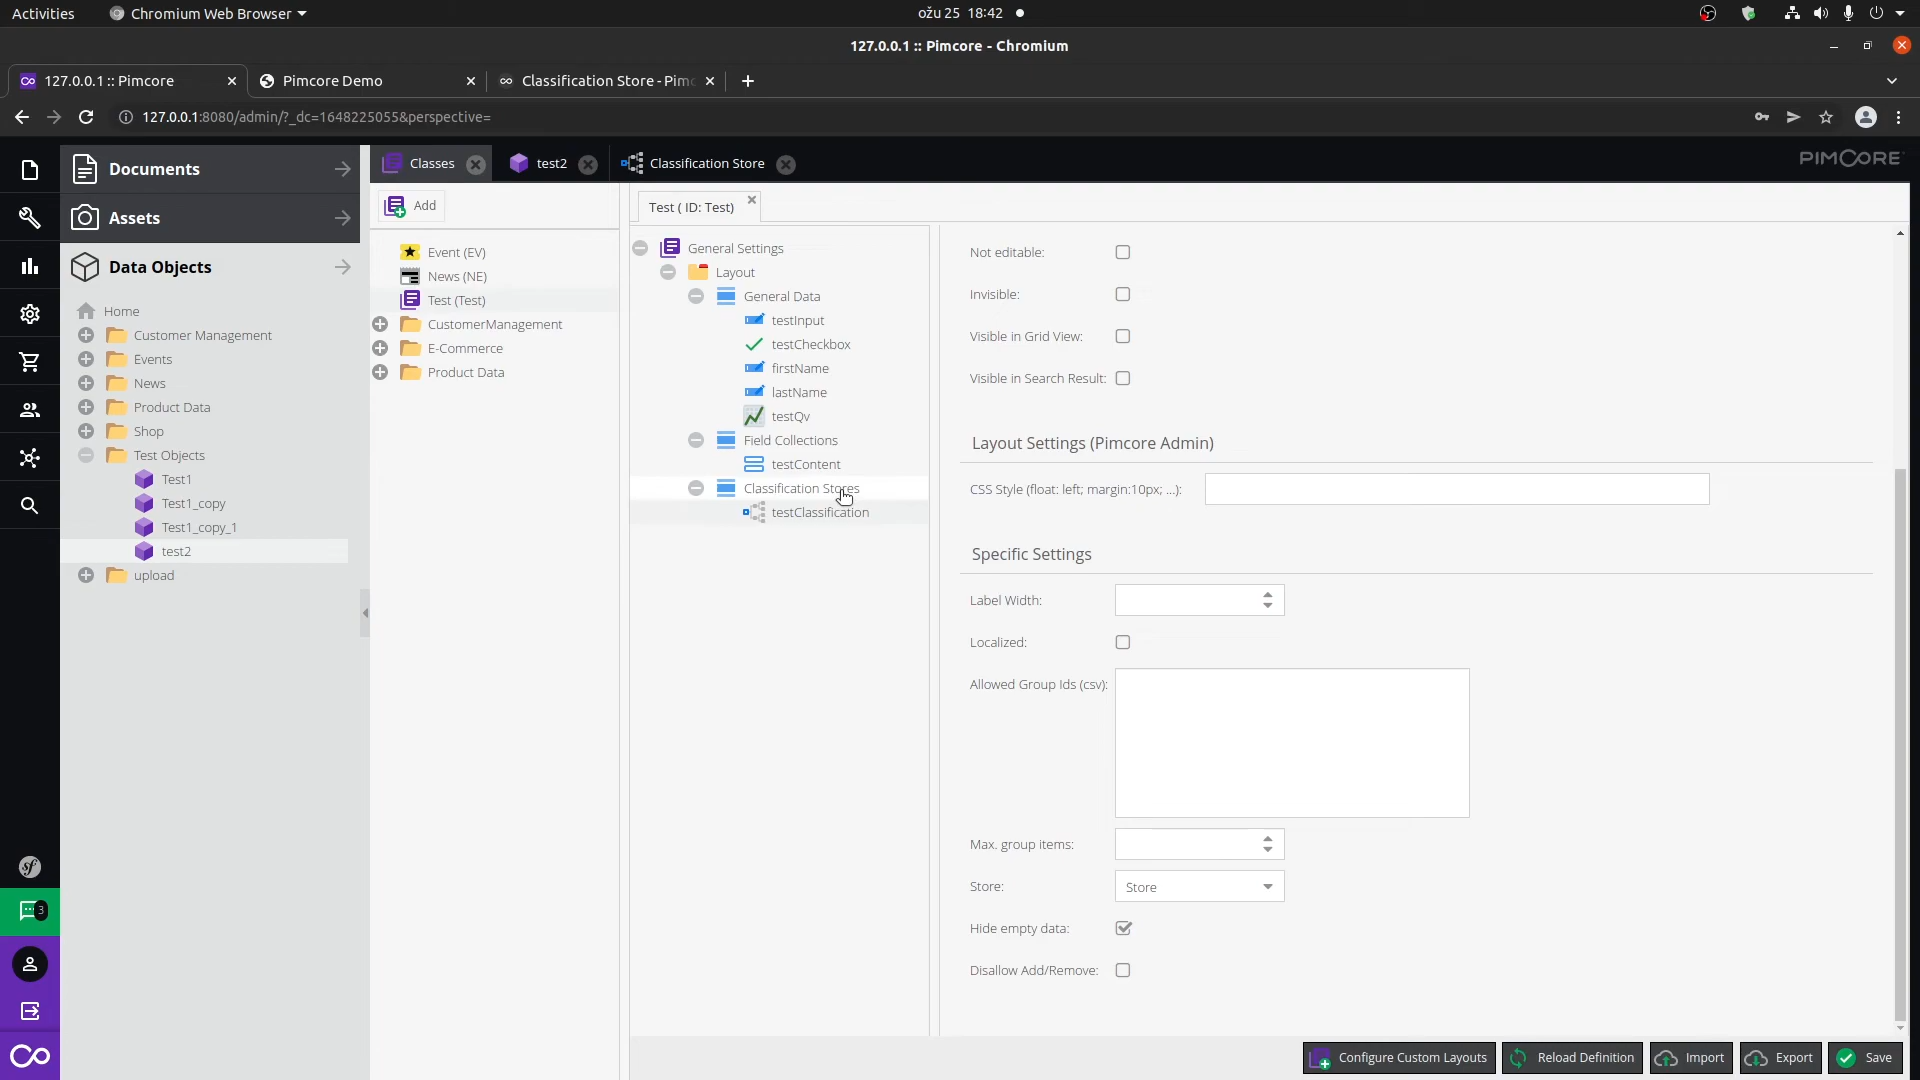 Activities
Chromium Web Browser
ožu 25 18:42
127.0.0.1 :: Pimcore - Chromium
127.0.0.1 :: Pimcore
Pimcore Demo
Classification Store - Pimc
127.0.0.1:8080/admin/?_dc=1648225055&perspective=
Documents
Assets
Data Objects
Home
Customer Management
Events
News
Product Data
Shop
Test Objects
Test1
Test1_copy
Test1_copy_1
test2
upload
sf
3
Classes
test2
Classification Store
PIMCORE
Add
Event (EV)
News (NE)
Test (Test)
CustomerManagement
E-Commerce
Product Data
Test ( ID: Test)
General Settings
Layout
General Data
testInput
testCheckbox
firstName
lastName
testQv
Field Collections
testContent
Classification Stores
testClassification
Not editable:
Invisible:
Visible in Grid View:
Visible in Search Result:
Layout Settings (Pimcore Admin)
CSS Style (float: left; margin:10px; ...):
Specific Settings
Label Width:
Localized:
Allowed Group Ids (csv):
Max. group items:
Store:
Store
Hide empty data:
Disallow Add/Remove:
Configure Custom Layouts
Reload Definition
Import
Export
Save